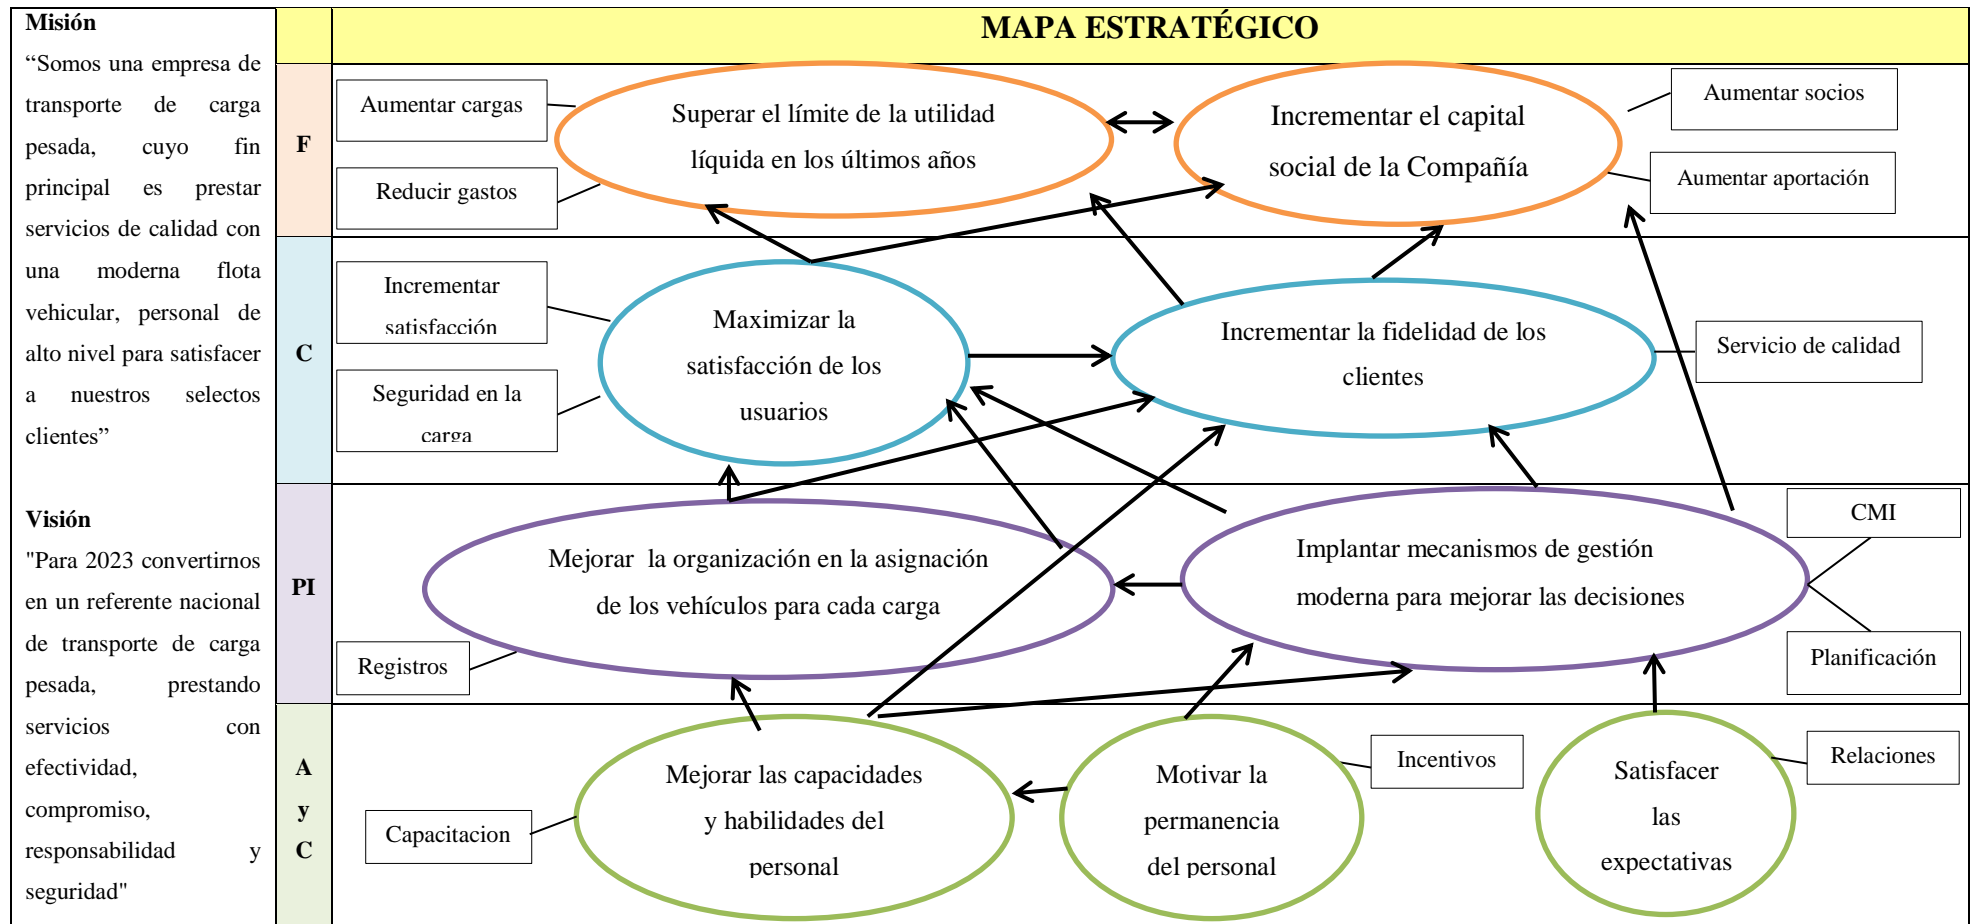 Misión
“Somos una empresa de
transporte de carga
pesada, cuyo fin
principal es prestar
servicios de calidad con
una moderna flota
vehicular, personal de
alto nivel para satisfacer
a nuestros selectos
clientes”
Visión
"Para 2023 convertirnos
en un referente nacional
de transporte de carga
pesada, prestando
servicios con
efectividad,
compromiso,
responsabilidad y
seguridad"
MAPA ESTRATÉGICO
F
Aumentar cargas
Reducir gastos
Superar el límite de la utilidad
líquida en los últimos años
Incrementar el capital
social de la Compañía
Aumentar socios
Aumentar aportación
C
Incrementar
satisfacción
Seguridad en la
carga
Maximizar la
satisfacción de los
usuarios
Incrementar la fidelidad de los
clientes
Servicio de calidad
PI
Mejorar la organización en la asignación
de los vehículos para cada carga
Registros
Implantar mecanismos de gestión
moderna para mejorar las decisiones
CMI
Planificación
A
y
C
Capacitacion
Mejorar las capacidades
y habilidades del
personal
Motivar la
permanencia
del personal
Incentivos
Satisfacer
las
expectativas
Relaciones